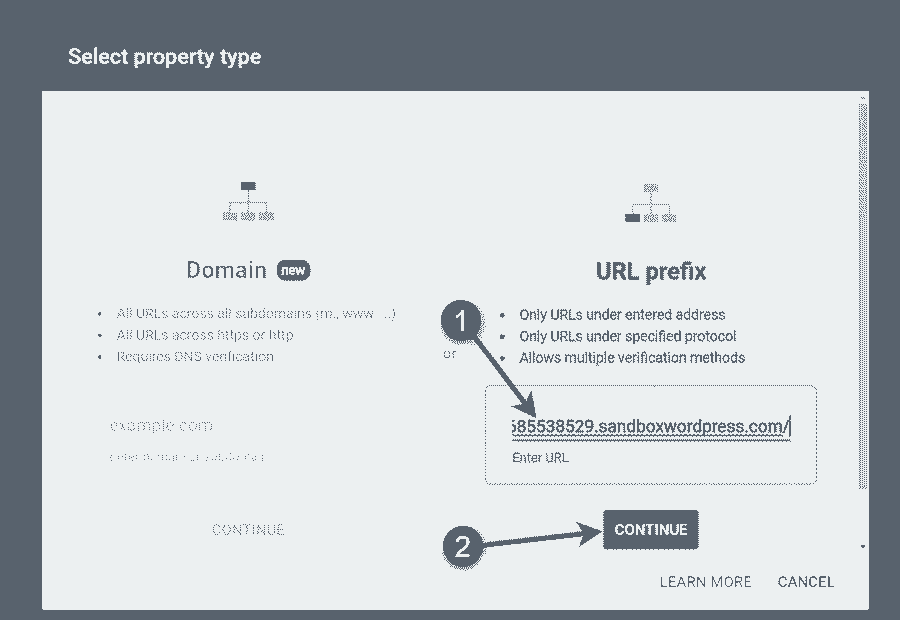 Select property type
Domain new
All URLs across all subdomains (m., www. ...)
All URLs across https or http
Requires DNS verification
example.com
CONTINUE
or
URL prefix
1
Only URLs under entered address
Only URLs under specified protocol
Allows multiple verification methods
585538529.sandboxwordpress.com/
Enter URL
2
CONTINUE
LEARN MORE CANCEL